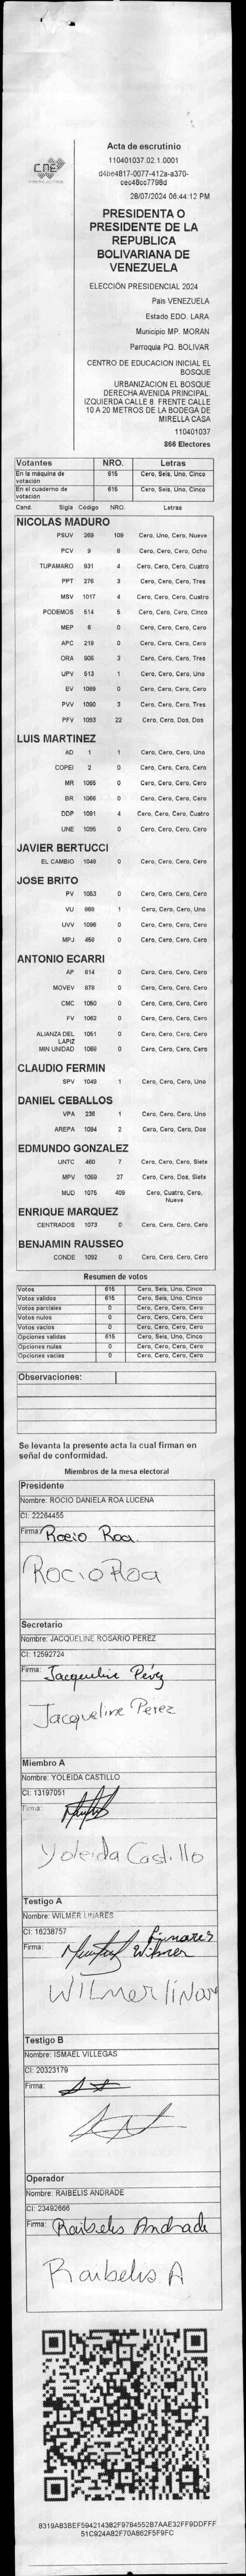 CNE
Acta de escrutinio
110401037.02.1.0001
d4be4817-0077-412a-a370-
cec48cc7798d
28/07/2024 06:44:12 PM
PRESIDENTA O
PRESIDENTE DE LA
REPUBLICA
BOLIVARIANA DE
VENEZUELA
ELECCIÓN PRESIDENCIAL 2024
Pais VENEZUELA
Estado EDO. LARA
Municipio MP. MORAN
Parroquia PQ. BOLIVAR
CENTRO DE EDUCACION INICIAL EL
BOSQUE
URBANIZACION EL BOSQUE
DERECHA AVENIDA PRINCIPAL.
IZQUIERDA CALLE 8. FRENTE CALLE
10 A 20 METROS DE LA BODEGA DE
MIRELLA CASA
110401037
866 Electores
Votantes NRO. Letras
En la máquina de votación 615 Cero, Seis, Uno, Cinco
En el cuaderno de votación 615 Cero, Seis, Uno, Cinco
Cand. Sigla Código NRO. Letras
NICOLAS MADURO
PSUV 269 109 Cero, Uno, Cero, Nueve
PCV 9 8 Cero, Cero, Cero, Ocho
TUPAMARO 931 4 Cero, Cero, Cero, Cuatro
PPT 276 3 Cero, Cero, Cero, Tres
MSV 1017 4 Cero, Cero, Cero, Cuatro
PODEMOS 514 5 Cero, Cero, Cero, Cinco
MEP 6 0 Cero, Cero, Cero, Cero
APC 219 0 Cero, Cero, Cero, Cero
ORA 906 3 Cero, Cero, Cero, Tres
UPV 513 1 Cero, Cero, Cero, Uno
EV 1089 0 Cero, Cero, Cero, Cero
PVV 1090 3 Cero, Cero, Cero, Tres
PFV 1093 22 Cero, Cero, Dos, Dos
LUIS MARTINEZ
AD 1 1 Cero, Cero, Cero, Uno
COPEI 2 0 Cero, Cero, Cero, Cero
MR 1065 0 Cero, Cero, Cero, Cero
BR 1066 0 Cero, Cero, Cero, Cero
DDP 1091 4 Cero, Cero, Cero, Cuatro
UNE 1095 0 Cero, Cero, Cero, Cero
JAVIER BERTUCCI
EL CAMBIO 1048 0 Cero, Cero, Cero, Cero
JOSE BRITO
PV 1053 0 Cero, Cero, Cero, Cero
VU 868 1 Cero, Cero, Cero, Uno
UVV 1096 0 Cero, Cero, Cero, Cero
MPJ 458 0 Cero, Cero, Cero, Cero
ANTONIO ECARRI
AP 814 0 Cero, Cero, Cero, Cero
MOVEV 878 0 Cero, Cero, Cero, Cero
CMC 1050 0 Cero, Cero, Cero, Cero
FV 1062 0 Cero, Cero, Cero, Cero
ALIANZA DEL LAPIZ 1051 0 Cero, Cero, Cero, Cero
MIN UNIDAD 1068 0 Cero, Cero, Cero, Cero
CLAUDIO FERMIN
SPV 1049 1 Cero, Cero, Cero, Uno
DANIEL CEBALLOS
VPA 236 1 Cero, Cero, Cero, Uno
AREPA 1094 2 Cero, Cero, Cero, Dos
EDMUNDO GONZALEZ
UNTC 460 7 Cero, Cero, Cero, Siete
MPV 1069 27 Cero, Cero, Dos, Siete
MUD 1076 409 Cero, Cuatro, Cero, Nueve
ENRIQUE MARQUEZ
CENTRADOS 1073 0 Cero, Cero, Cero, Cero
BENJAMIN RAUSSEO
CONDE 1092 0 Cero, Cero, Cero, Cero
Resumen de votos
Votos 615 Cero, Seis, Uno, Cinco
Votos validos 615 Cero, Seis, Uno, Cinco
Votos parciales 0 Cero, Cero, Cero, Cero
Votos nulos 0 Cero, Cero, Cero, Cero
Votos vacios 0 Cero, Cero, Cero, Cero
Opciones validas 615 Cero, Seis, Uno, Cinco
Opciones nulas 0 Cero, Cero, Cero, Cero
Opciones vacias 0 Cero, Cero, Cero, Cero
Observaciones:
Se levanta la presente acta la cual firman en
señal de conformidad.
Miembros de la mesa electoral
Presidente
Nombre: ROCIO DANIELA ROA LUCENA
CI: 22264455
Firma: Rocio Roa
Rocio Roa
Secretario
Nombre: JACQUELINE ROSARIO PEREZ
CI: 12592724
Firma: Jacqueline Pérez
Jacqueline Perez
Miembro A
Nombre: YOLEIDA CASTILLO
CI: 13197051
Firma:
Yoleida Castillo
Testigo A
Nombre: WILMER LINARES
CI: 16238757
Firma: Linares
Wilmer
Wilmer linar
Testigo B
Nombre: ISMAEL VILLEGAS
CI: 20323179
Firma:
Operador
Nombre: RAIBELIS ANDRADE
CI: 23492666
Firma: Raibelis Andrade
Raibelis A
8319A83BEF594214382F9784552B7AAE32FF9DDFFF
51C924A82F70A862F5F9FC